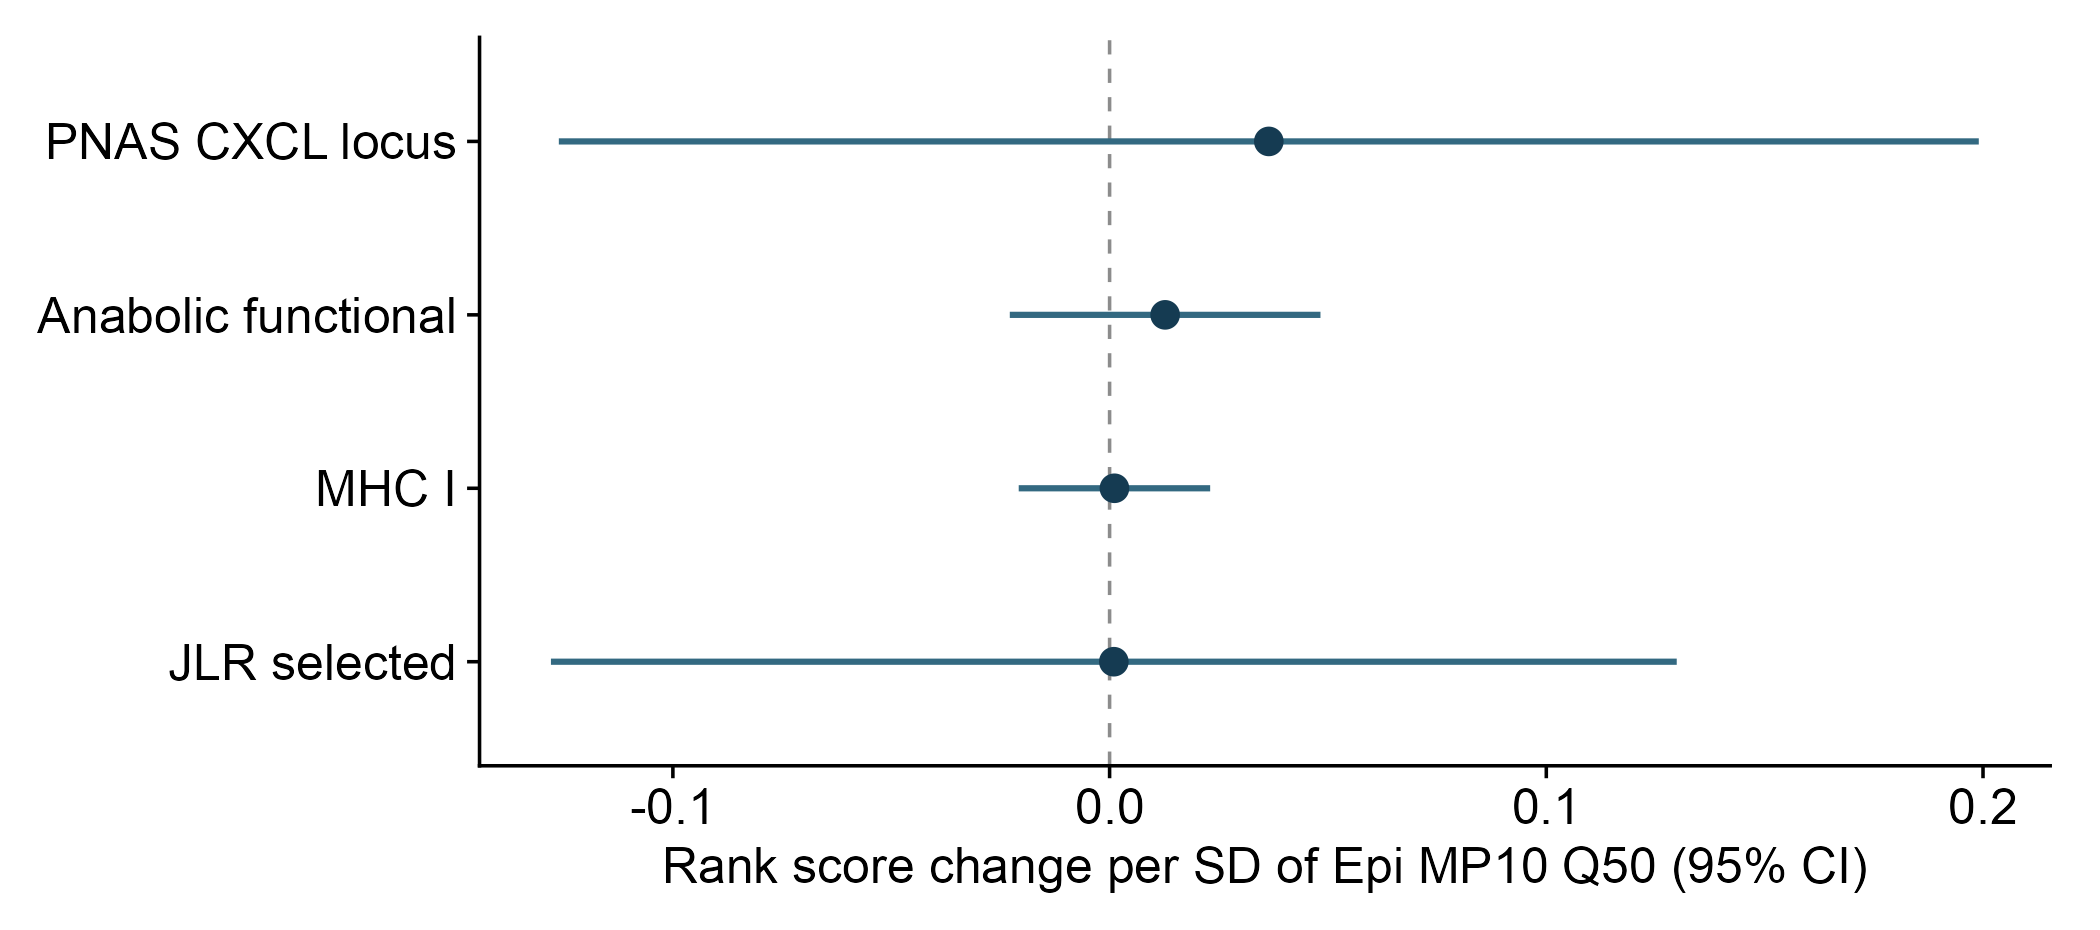 PNAS CXCL locus
Anabolic functional
MHC I
JLR selected
-0.1 0.0 0.1 0.2
Rank score change per SD of Epi MP10 Q50 (95% CI)